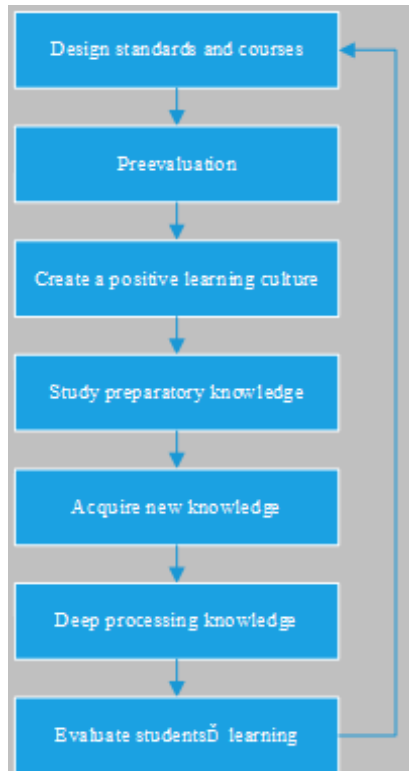 Design standards and courses
Preevaluation
Create a positive learning culture
Study preparatory knowledge
Acquire new knowledge
Deep processing knowledge
Evaluate studentsĎ learning